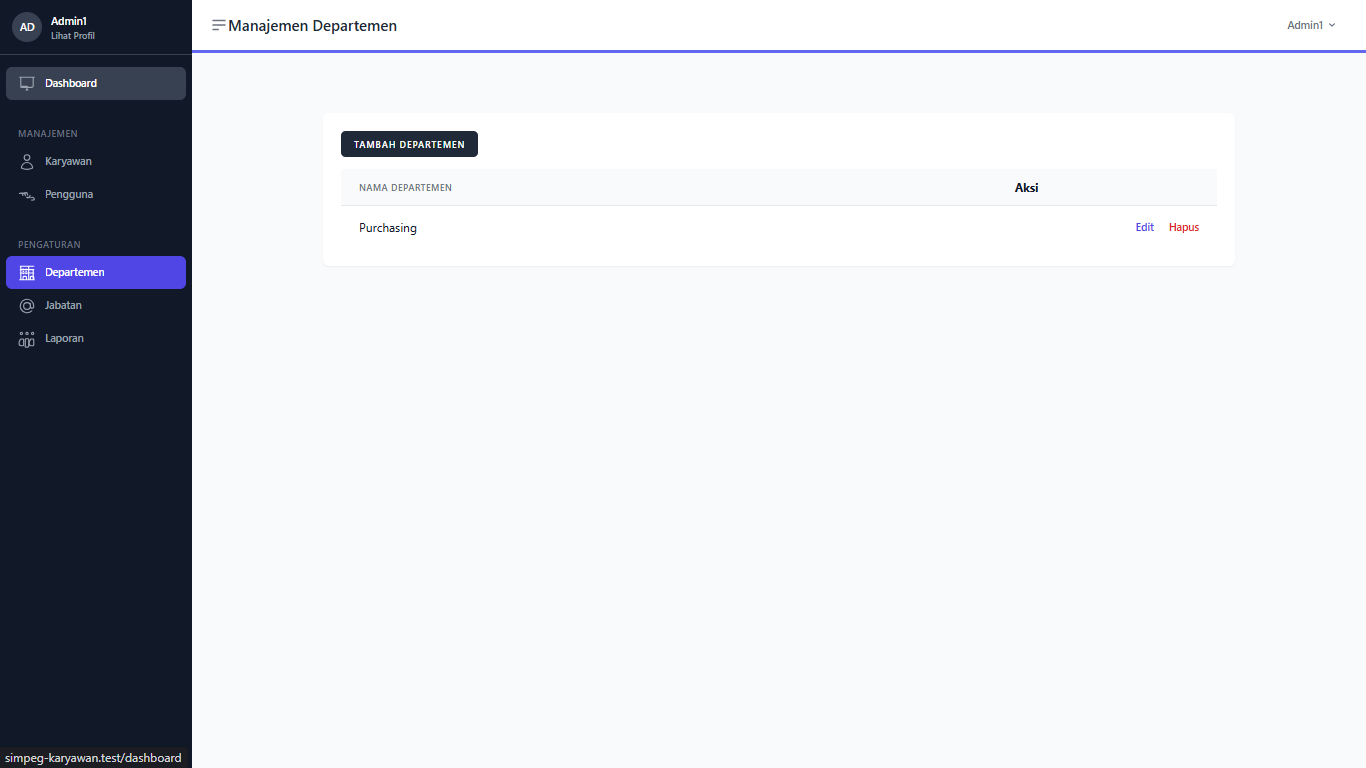 AD
Admin1
Lihat Profil
Dashboard
MANAJEMEN
Karyawan
Pengguna
PENGATURAN
Departemen
Jabatan
Laporan
simpeg-karyawan.test/dashboard
Manajemen Departemen
Admin1
TAMBAH DEPARTEMEN
NAMA DEPARTEMEN Aksi
Purchasing Edit Hapus